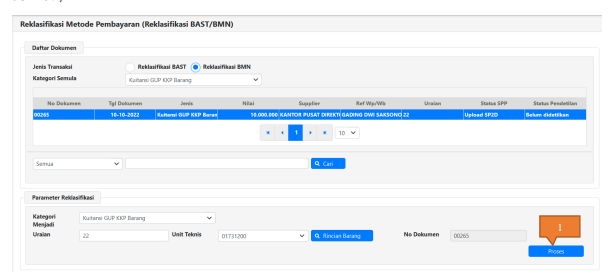 Reklasifikasi Metode Pembayaran (Reklasifikasi BAST/BMN)
Daftar Dokumen
Jenis Transaksi Reklasifikasi BAST Reklasifikasi BMN
Kategori Semula Kuitansi GUP KKP Barang
No Dokumen Tgl Dokumen Jenis Nilai Supplier Ref Wp/Wb Uraian Status SPP Status Pendetilan
00265 10-10-2022 Kuitansi GUP KKP Baran 10.000.000 KANTOR PUSAT DIREKT GADING DWI SAKSONO 22 Upload SP2D Belum didetilkan
« ‹ 1 › » 10
Semua Cari
Parameter Reklasifikasi
Kategori Menjadi Kuitansi GUP KKP Barang
Uraian 22 Unit Teknis 01731200 Rincian Barang No Dokumen 00265
1
Proses